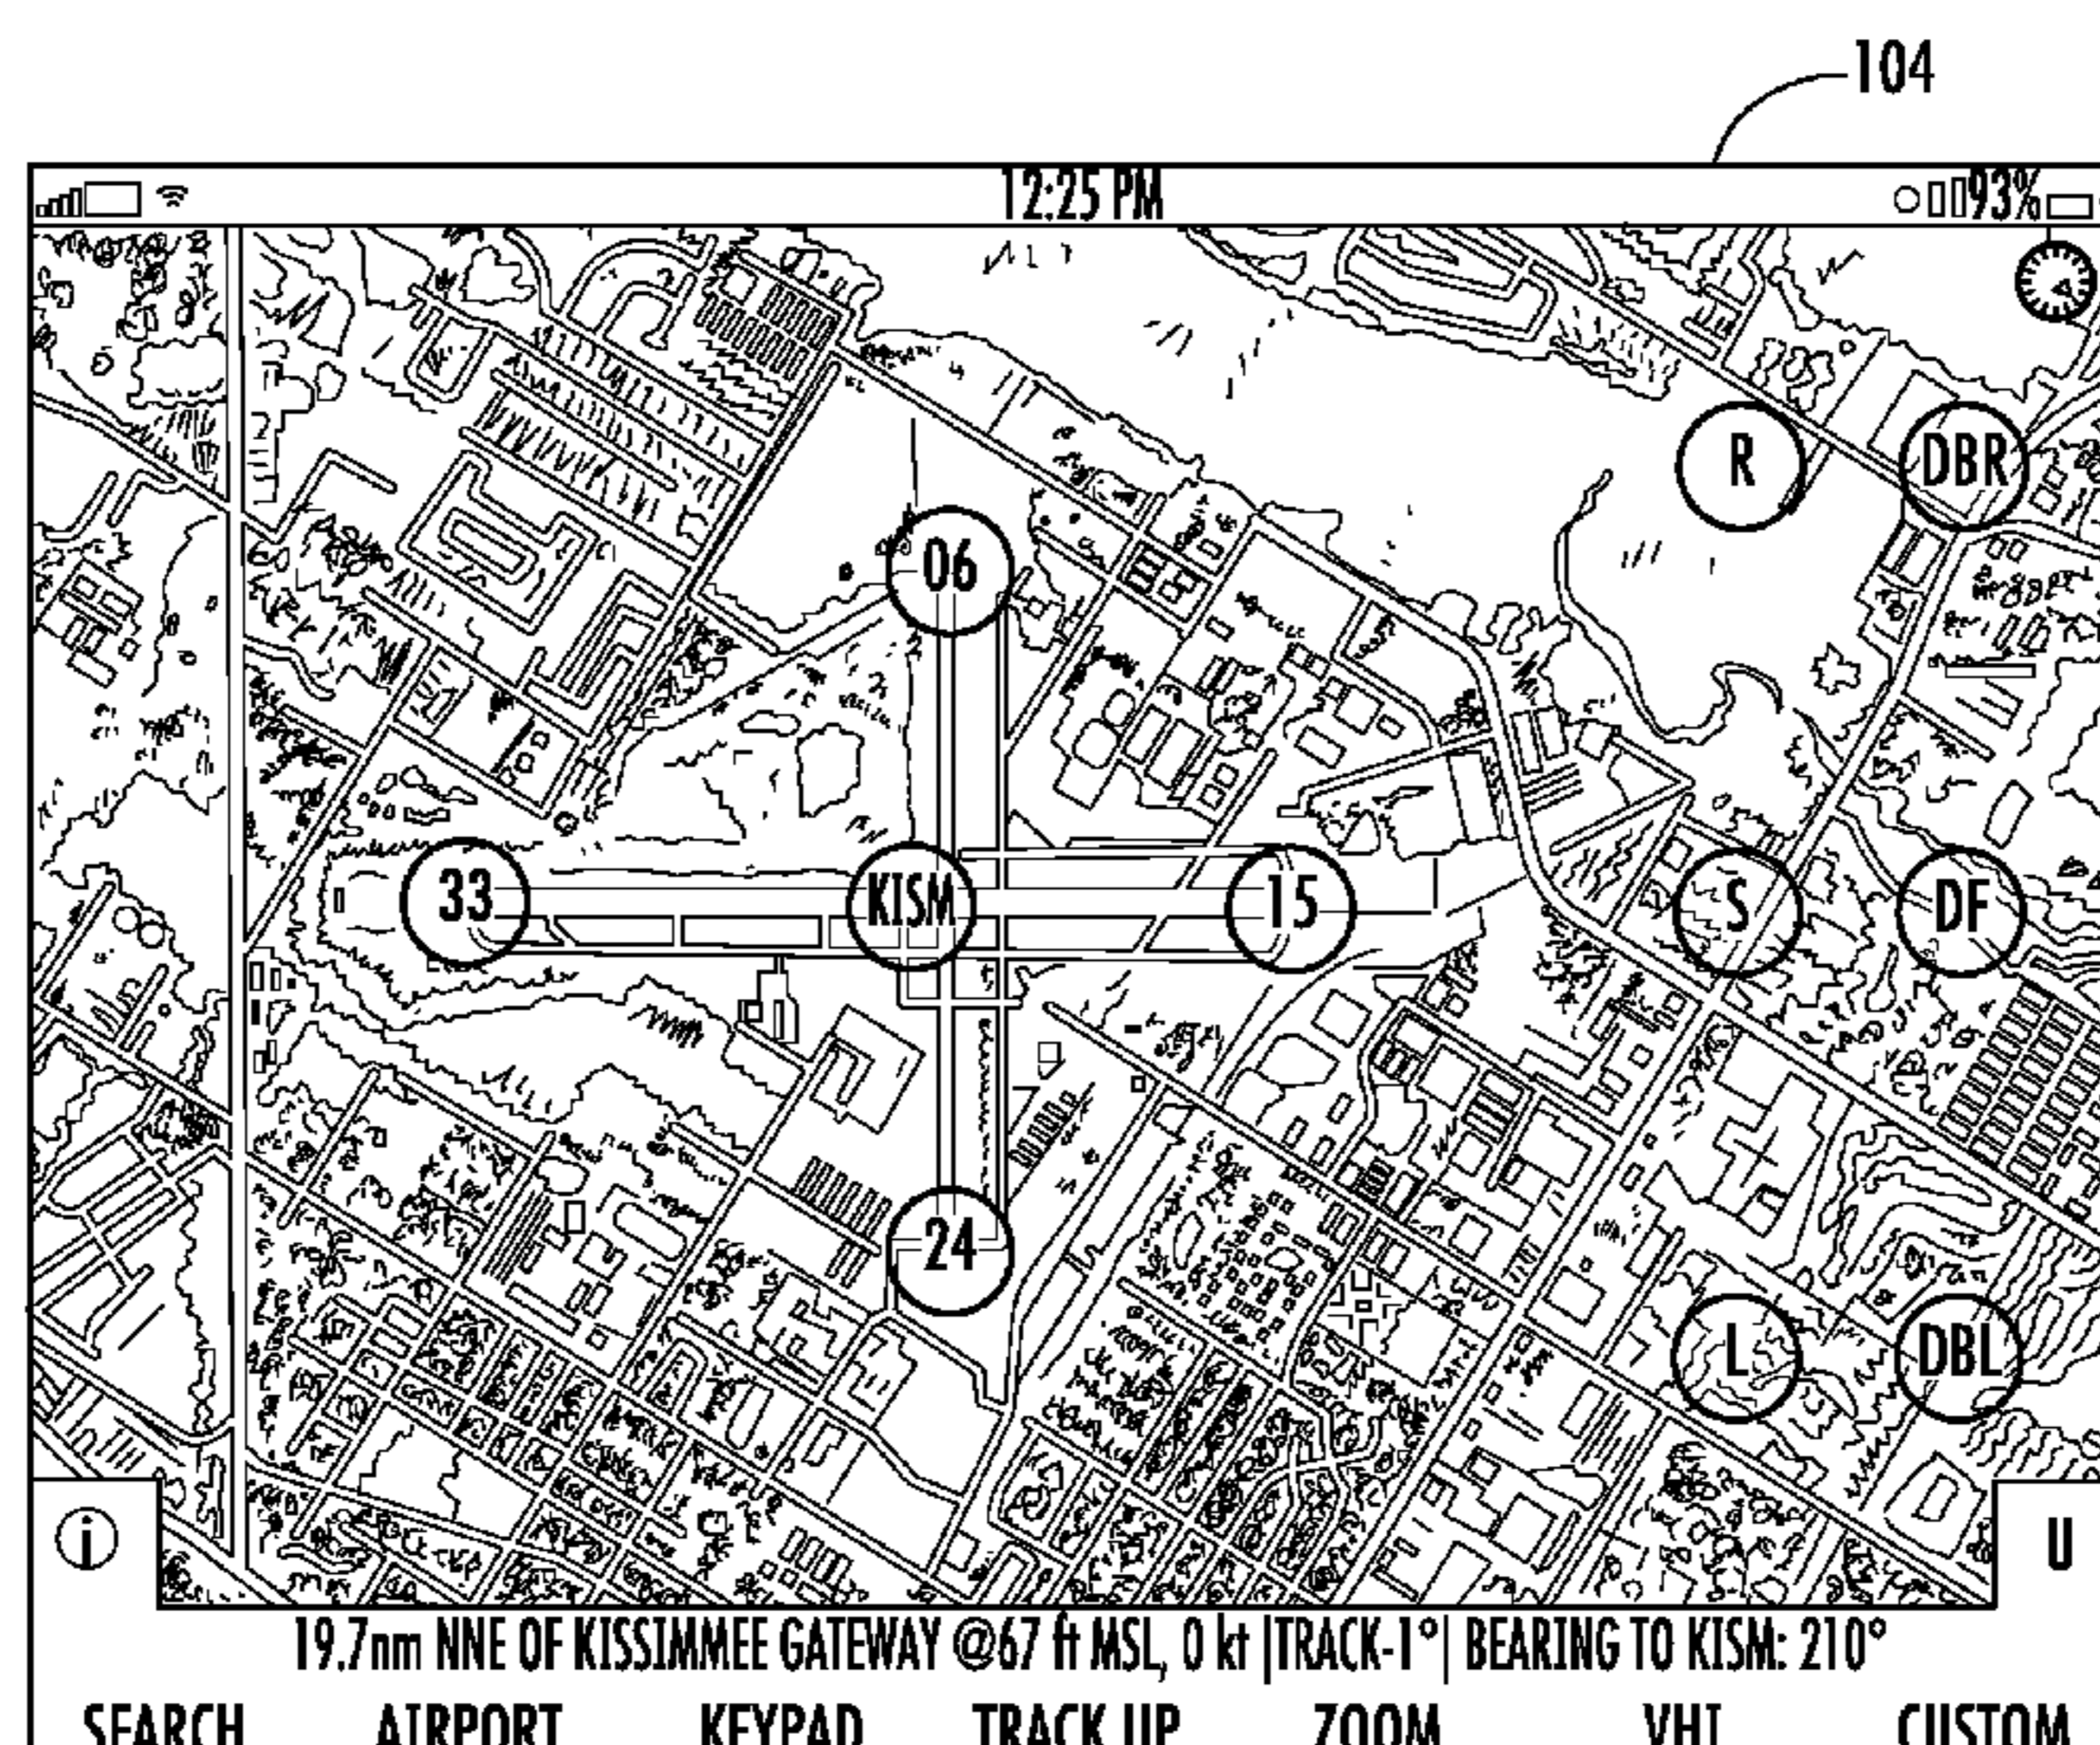 104
12:25 PM
93%
R
DBR
06
33
KISM
15
S
DF
24
L
DBL
i
U
19.7nm NNE OF KISSIMMEE GATEWAY @67 ft MSL, 0 kt |TRACK-1°| BEARING TO KISM: 210°
SEARCH AIRPORT KEYPAD TRACK UP ZOOM VHI CUSTOM